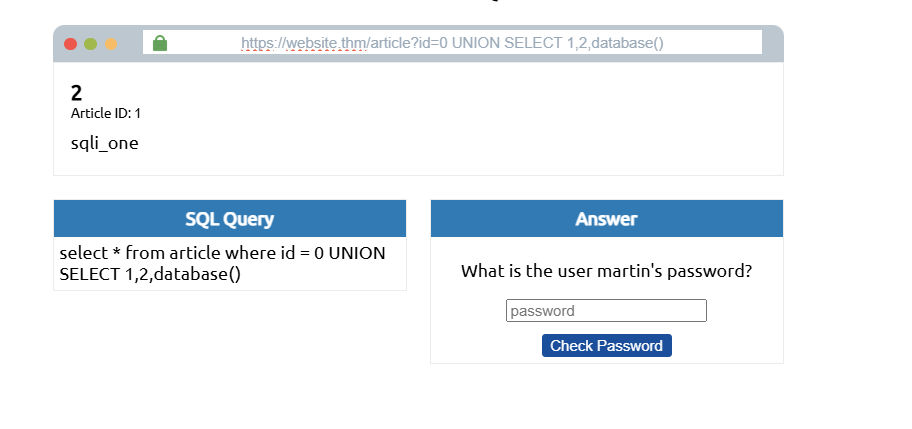 https://website.thm/article?id=0 UNION SELECT 1,2,database()
2
Article ID: 1
sqli_one
SQL Query
select * from article where id = 0 UNION
SELECT 1,2,database()
Answer
What is the user martin's password?
password
Check Password